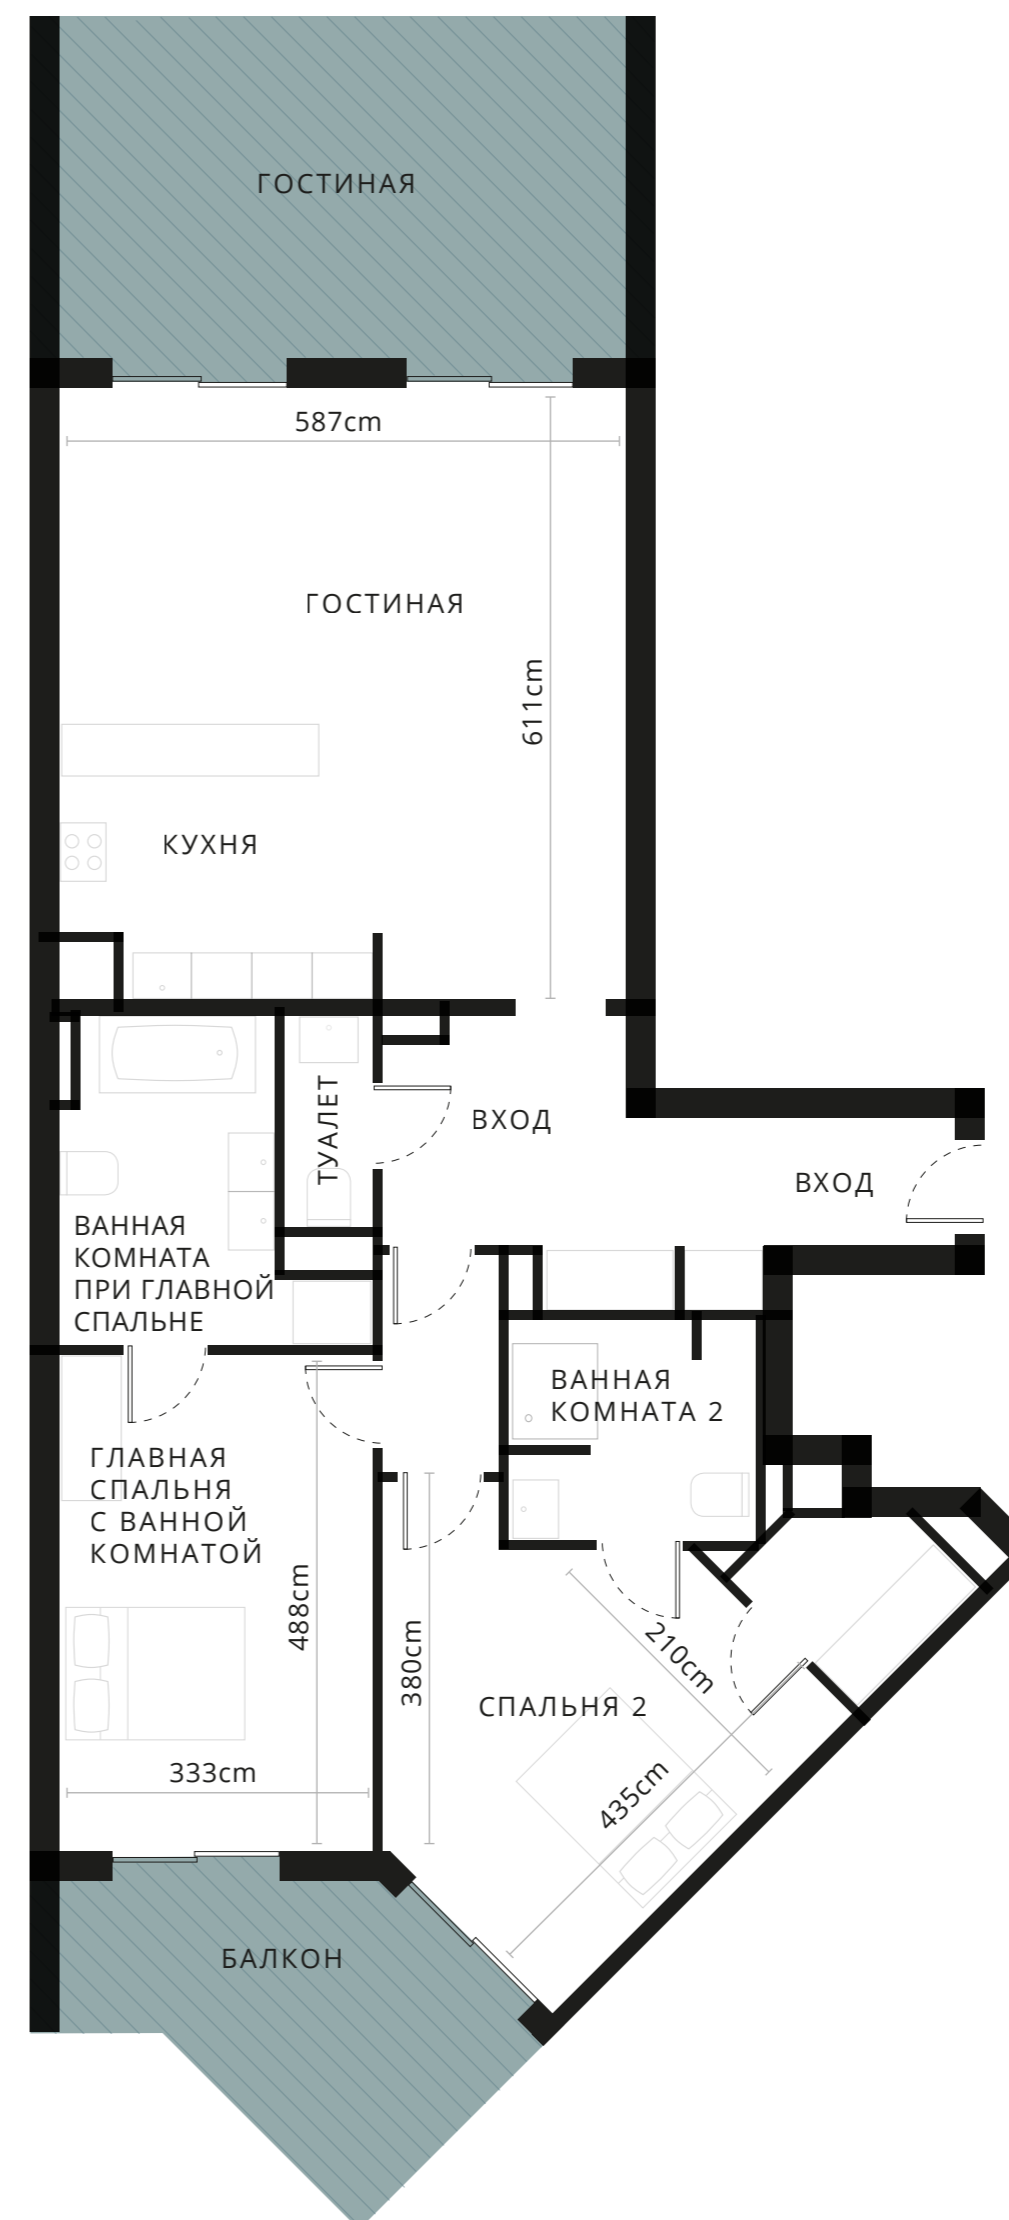 ГОСТИНАЯ
587cm
ГОСТИНАЯ
611cm
КУХНЯ
ТУАЛЕТ
ВХОД
ВХОД
ВАННАЯ
КОМНАТА
ПРИ ГЛАВНОЙ
СПАЛЬНЕ
ВАННАЯ
КОМНАТА 2
ГЛАВНАЯ
СПАЛЬНЯ
С ВАННОЙ
КОМНАТОЙ
488cm
380cm
210cm
СПАЛЬНЯ 2
333cm
435cm
БАЛКОН